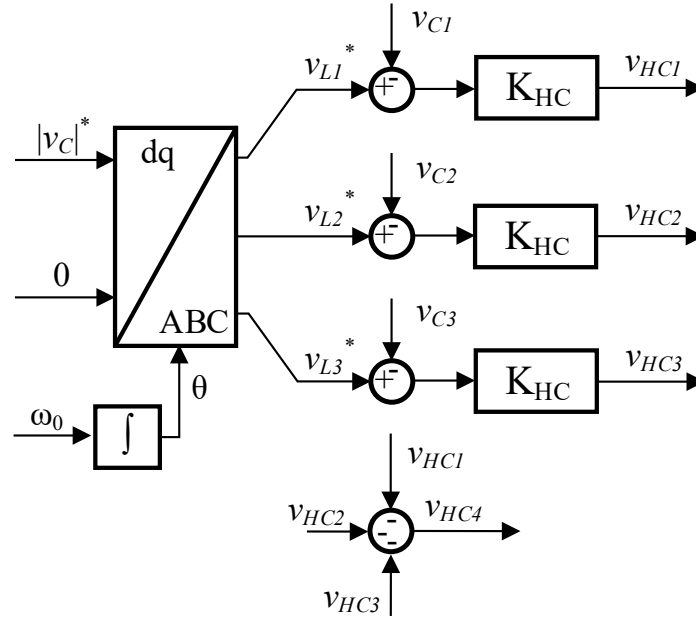 v_C1
v_L1*
+ -
K_HC
v_HC1
|v_C|*
dq
v_C2
v_L2*
+ -
K_HC
v_HC2
0
ABC
v_C3
v_L3*
+ -
K_HC
v_HC3
θ
ω_0
∫
v_HC1
v_HC2
- - -
v_HC4
v_HC3